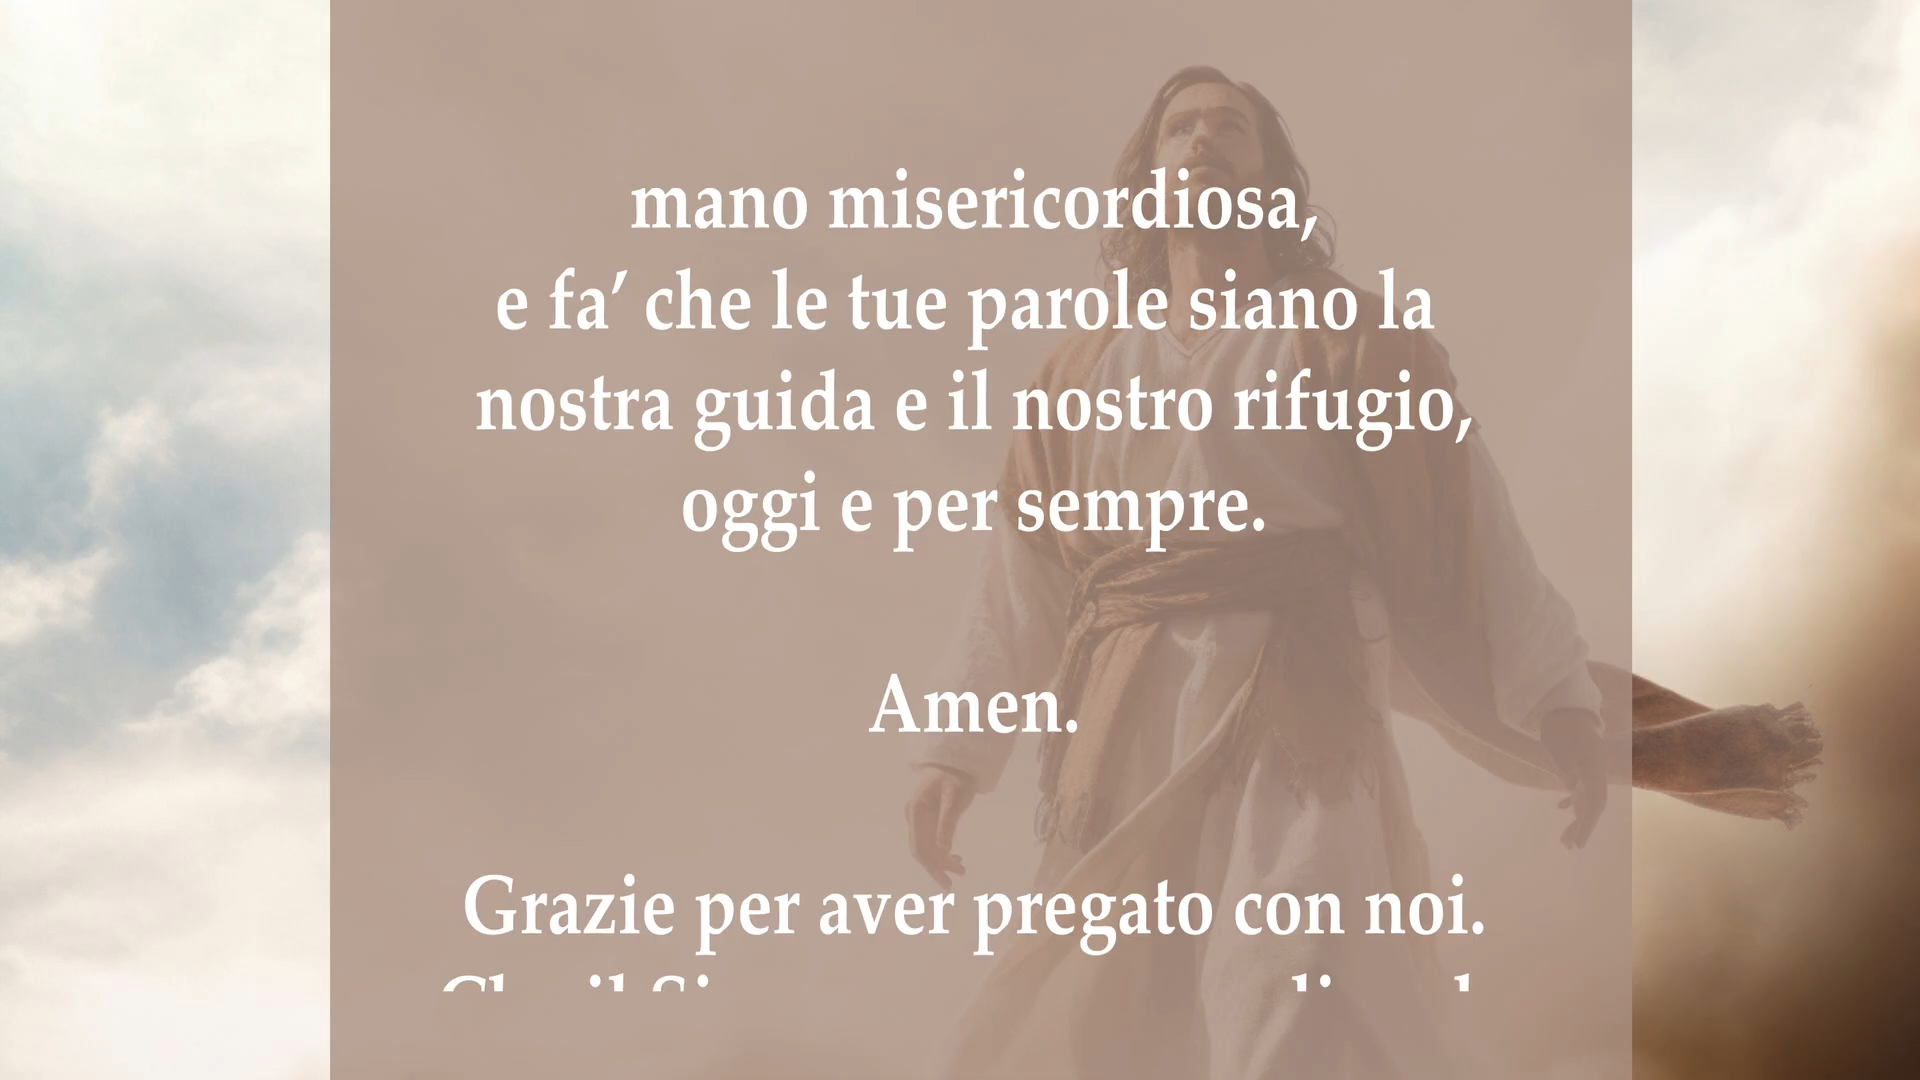 mano misericordiosa,
e fa’ che le tue parole siano la
nostra guida e il nostro rifugio,
oggi e per sempre.
Amen.
Grazie per aver pregato con noi.